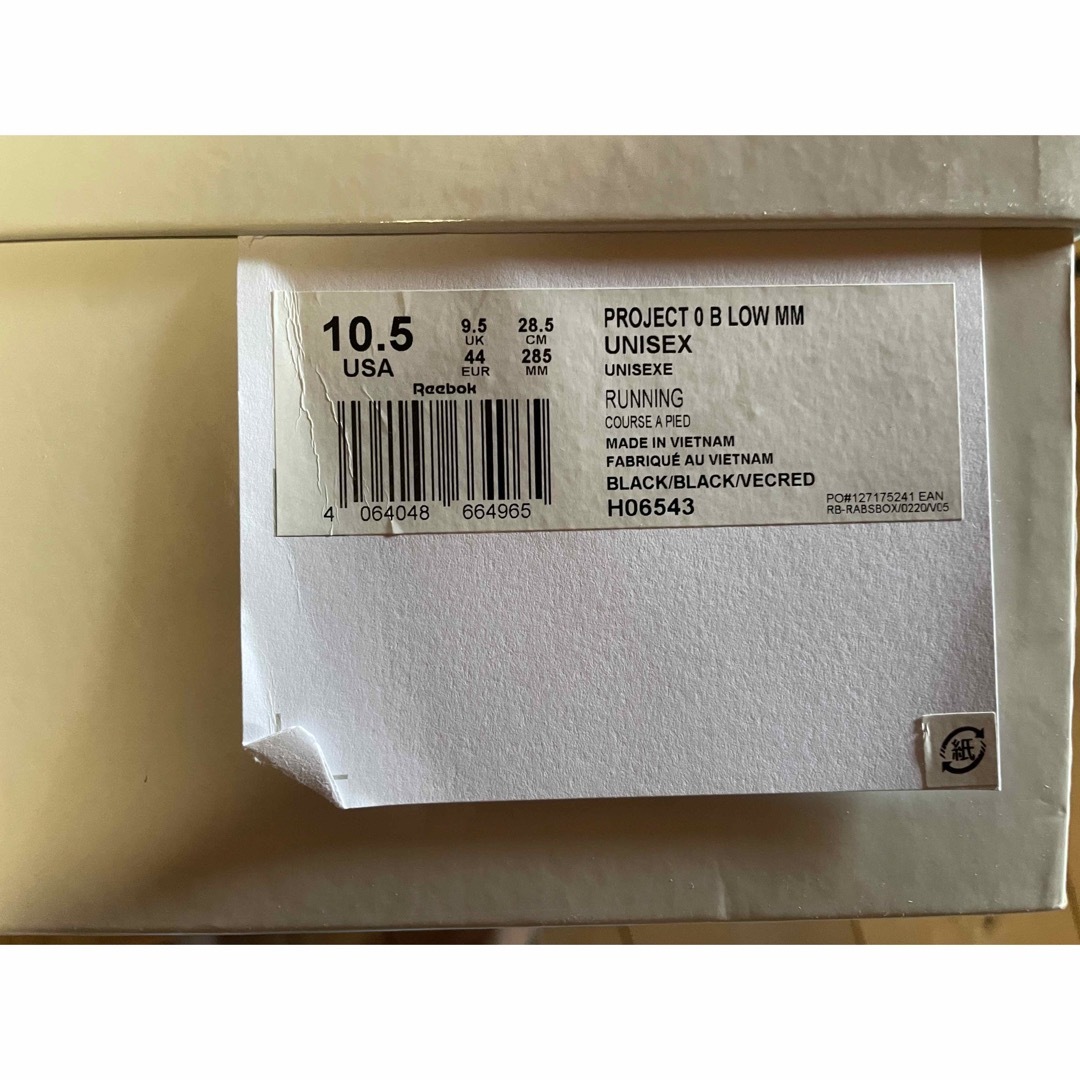 10.5
USA
9.5
UK
44
EUR
28.5
CM
285
MM
Reebok
4 064048 664965
PROJECT 0 B LOW MM
UNISEX
UNISEXE
RUNNING
COURSE A PIED
MADE IN VIETNAM
FABRIQUÉ AU VIETNAM
BLACK/BLACK/VECRED
H06543
PO#127175241 EAN
RB-RABSBOX/0220/V05
紙